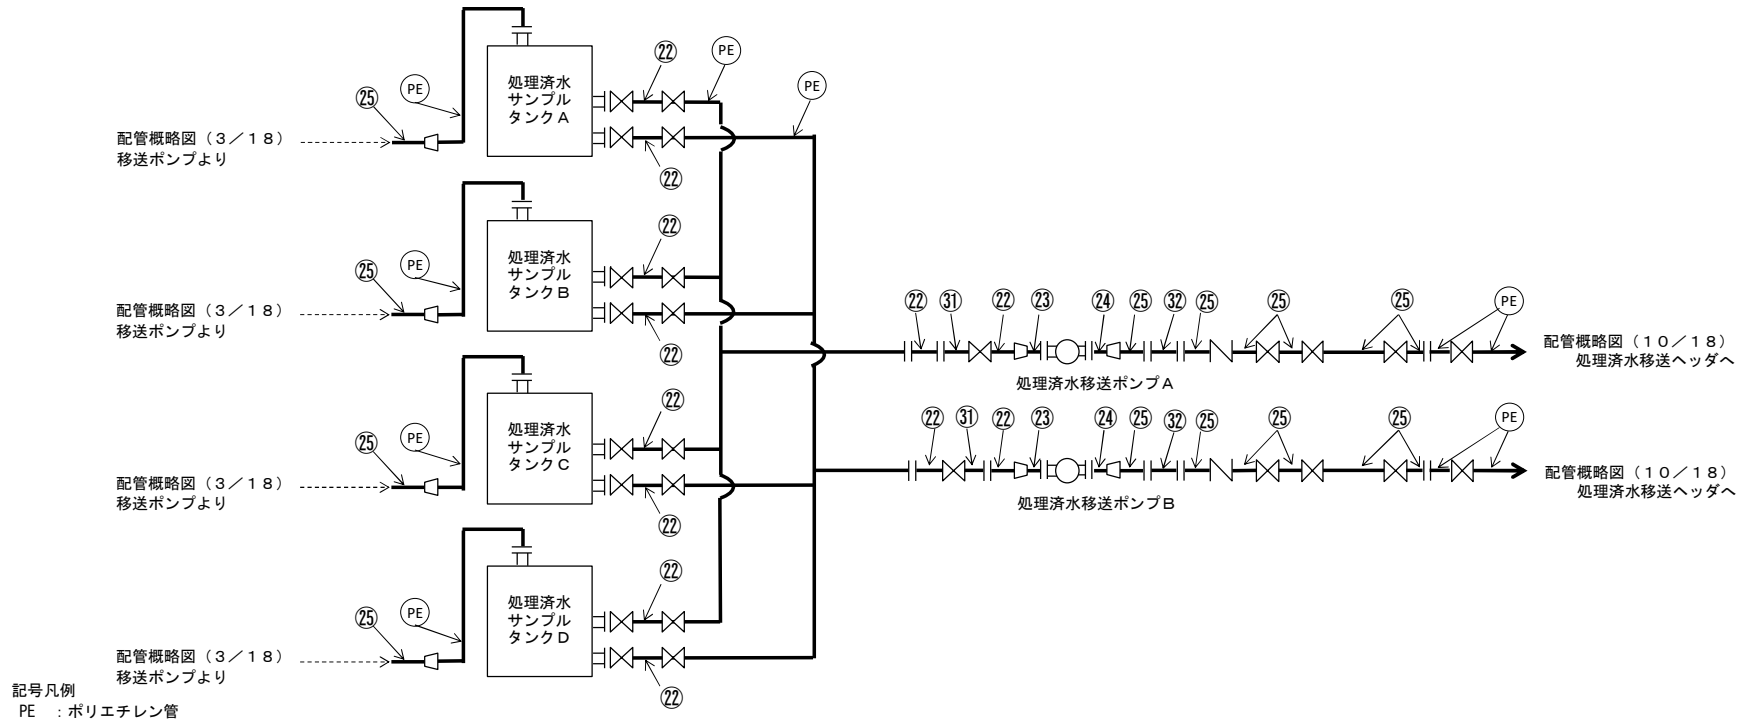 ㉒
PE
PE
㉕
PE
処理済水
サンプル
タンクA
配管概略図（３／１８）
移送ポンプより
㉒
㉒
㉕
PE
処理済水
サンプル
タンクB
配管概略図（３／１８）
移送ポンプより
㉒
㉒
㉕
PE
処理済水
サンプル
タンクC
配管概略図（３／１８）
移送ポンプより
㉒
㉒
㉕
PE
処理済水
サンプル
タンクD
配管概略図（３／１８）
移送ポンプより
㉒
㉒ ㉛ ㉒ ㉓ ㉔ ㉕ ㉜ ㉕ ㉕ ㉕ PE
配管概略図（１０／１８）
処理済水移送ヘッダへ
処理済水移送ポンプA
㉒ ㉛ ㉒ ㉓ ㉔ ㉕ ㉜ ㉕ ㉕ ㉕ PE
配管概略図（１０／１８）
処理済水移送ヘッダへ
処理済水移送ポンプB
記号凡例
PE ：ポリエチレン管